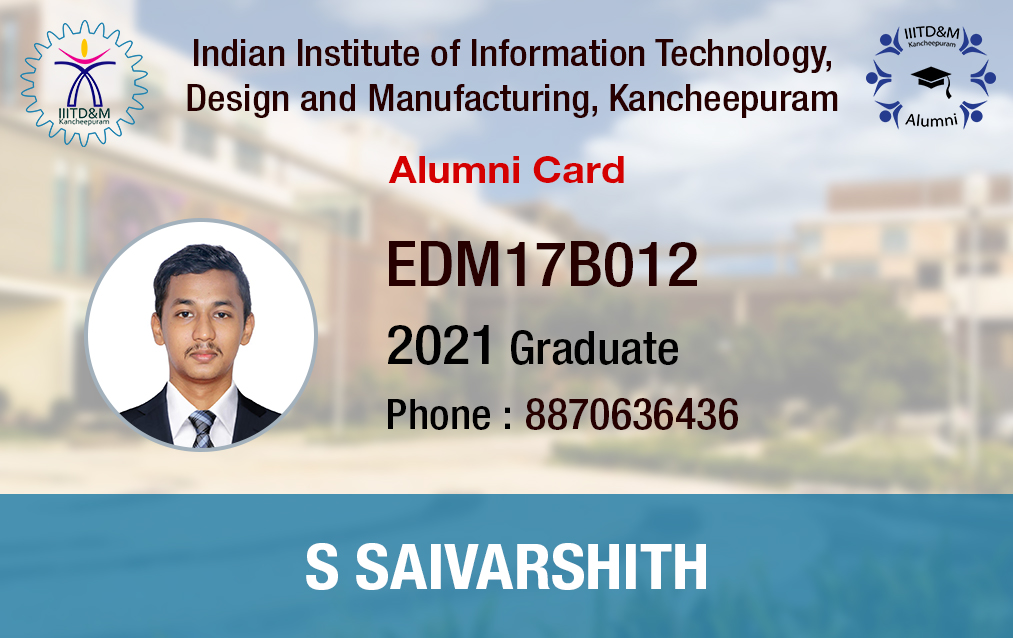 IIITD&M
Kancheepuram
Indian Institute of Information Technology,
Design and Manufacturing, Kancheepuram
IIITD&M
Kancheepuram
Alumni
Alumni Card
EDM17B012
2021 Graduate
Phone : 8870636436
S SAIVARSHITH